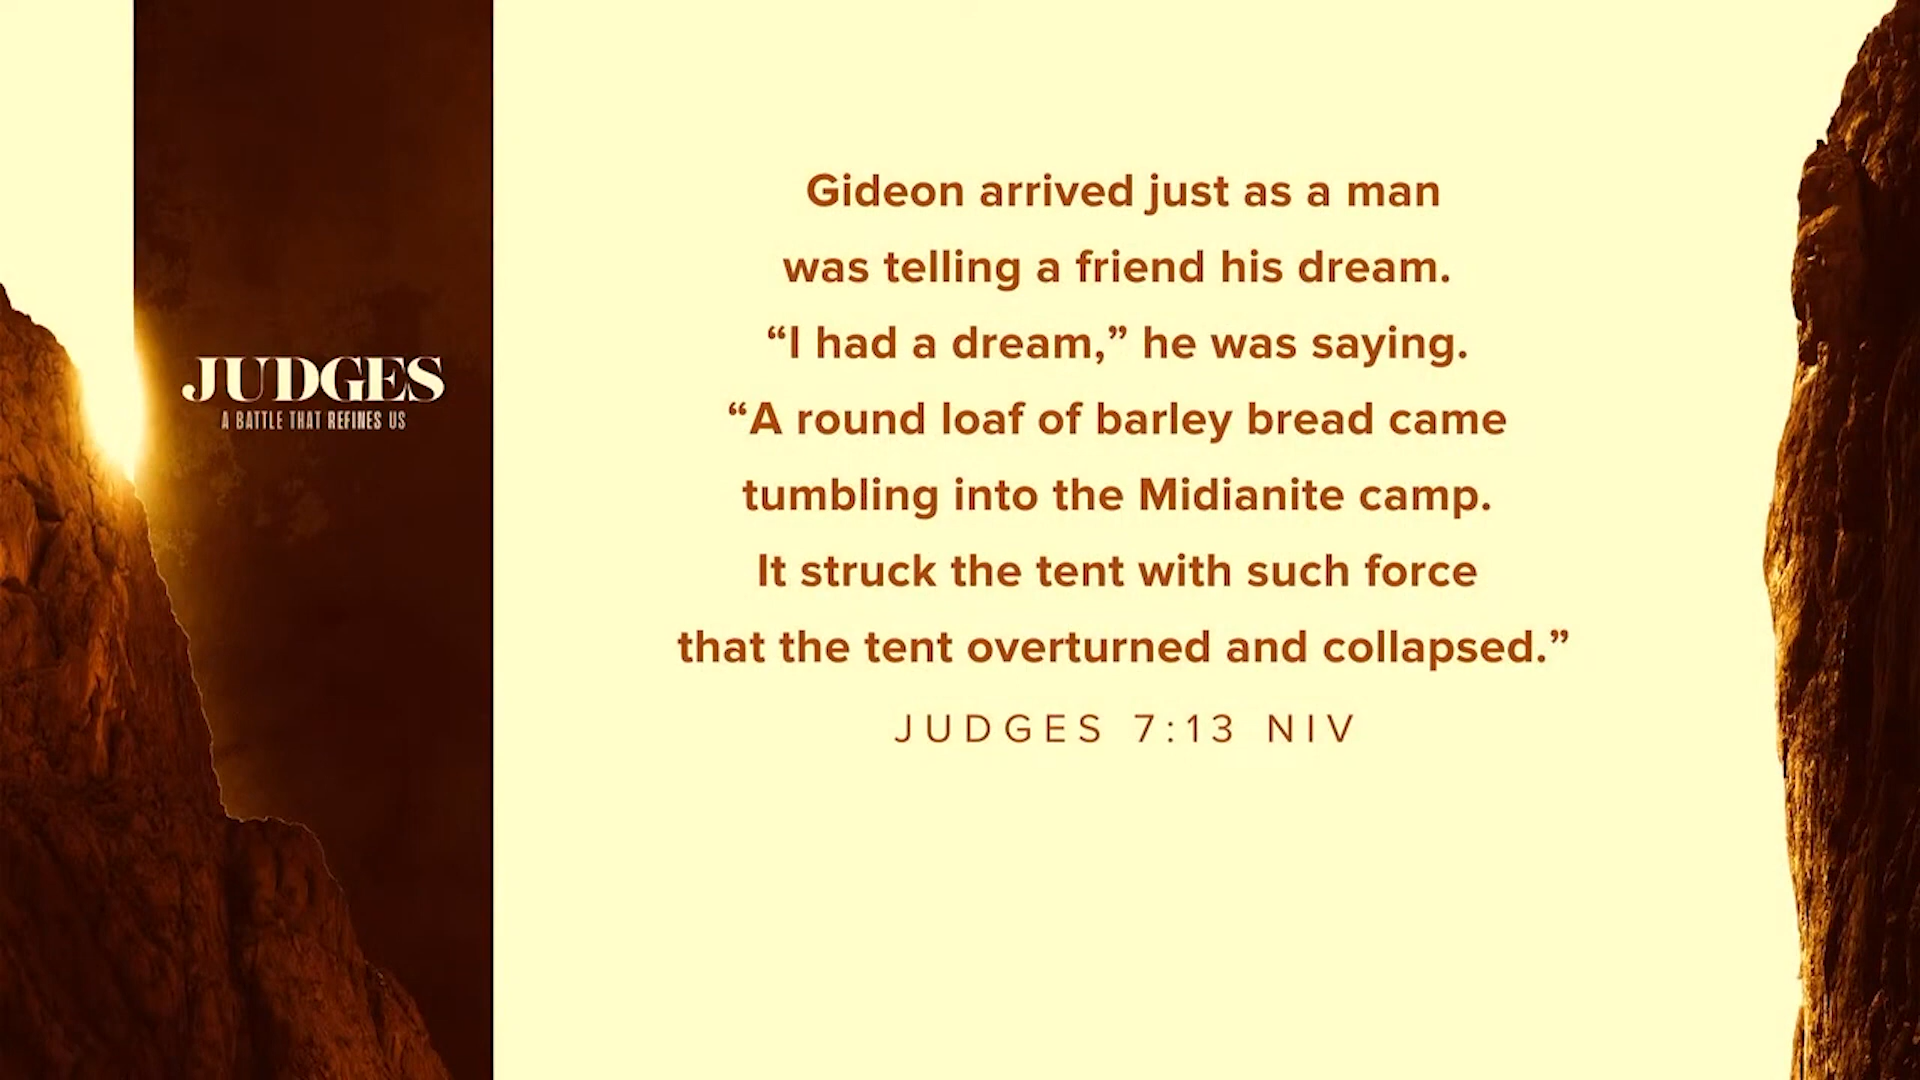 JUDGES
A BATTLE THAT REFINES US
Gideon arrived just as a man
was telling a friend his dream.
“I had a dream,” he was saying.
“A round loaf of barley bread came
tumbling into the Midianite camp.
It struck the tent with such force
that the tent overturned and collapsed.”
JUDGES 7:13 NIV